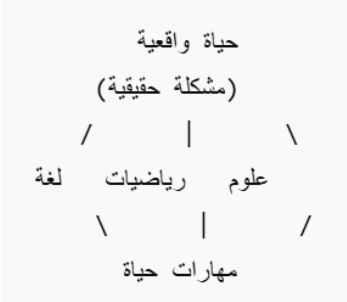 حياة واقعية
(مشكلة حقيقية)
/ | \
علوم رياضيات لغة
\ | /
مهارات حياة